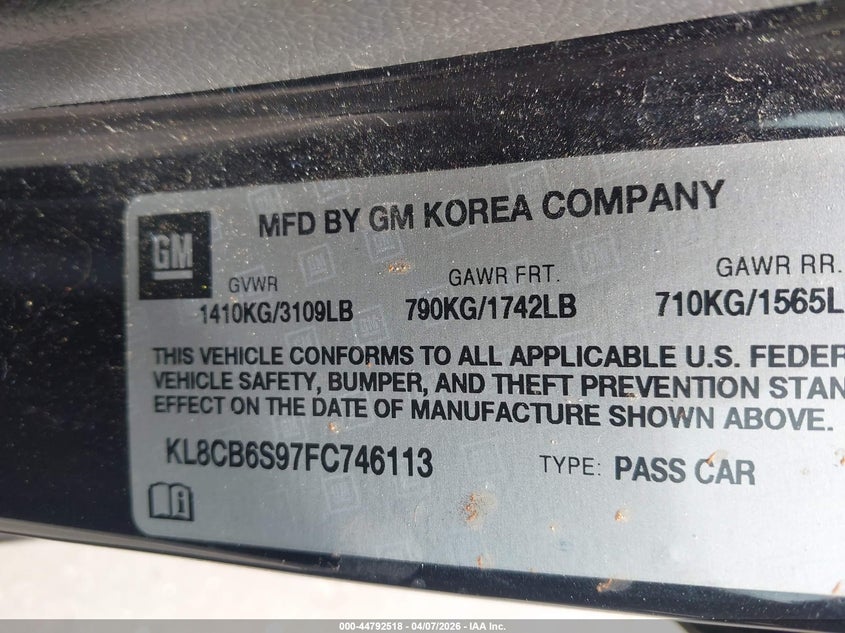 MFD BY GM KOREA COMPANY
GM
GVWR GAWR FRT. GAWR RR.
1410KG/3109LB 790KG/1742LB 710KG/1565L
THIS VEHICLE CONFORMS TO ALL APPLICABLE U.S. FEDER
VEHICLE SAFETY, BUMPER, AND THEFT PREVENTION STAN
EFFECT ON THE DATE OF MANUFACTURE SHOWN ABOVE.
KL8CB6S97FC746113 TYPE: PASS CAR
000-44792518 - 04/07/2026 - IAA Inc.